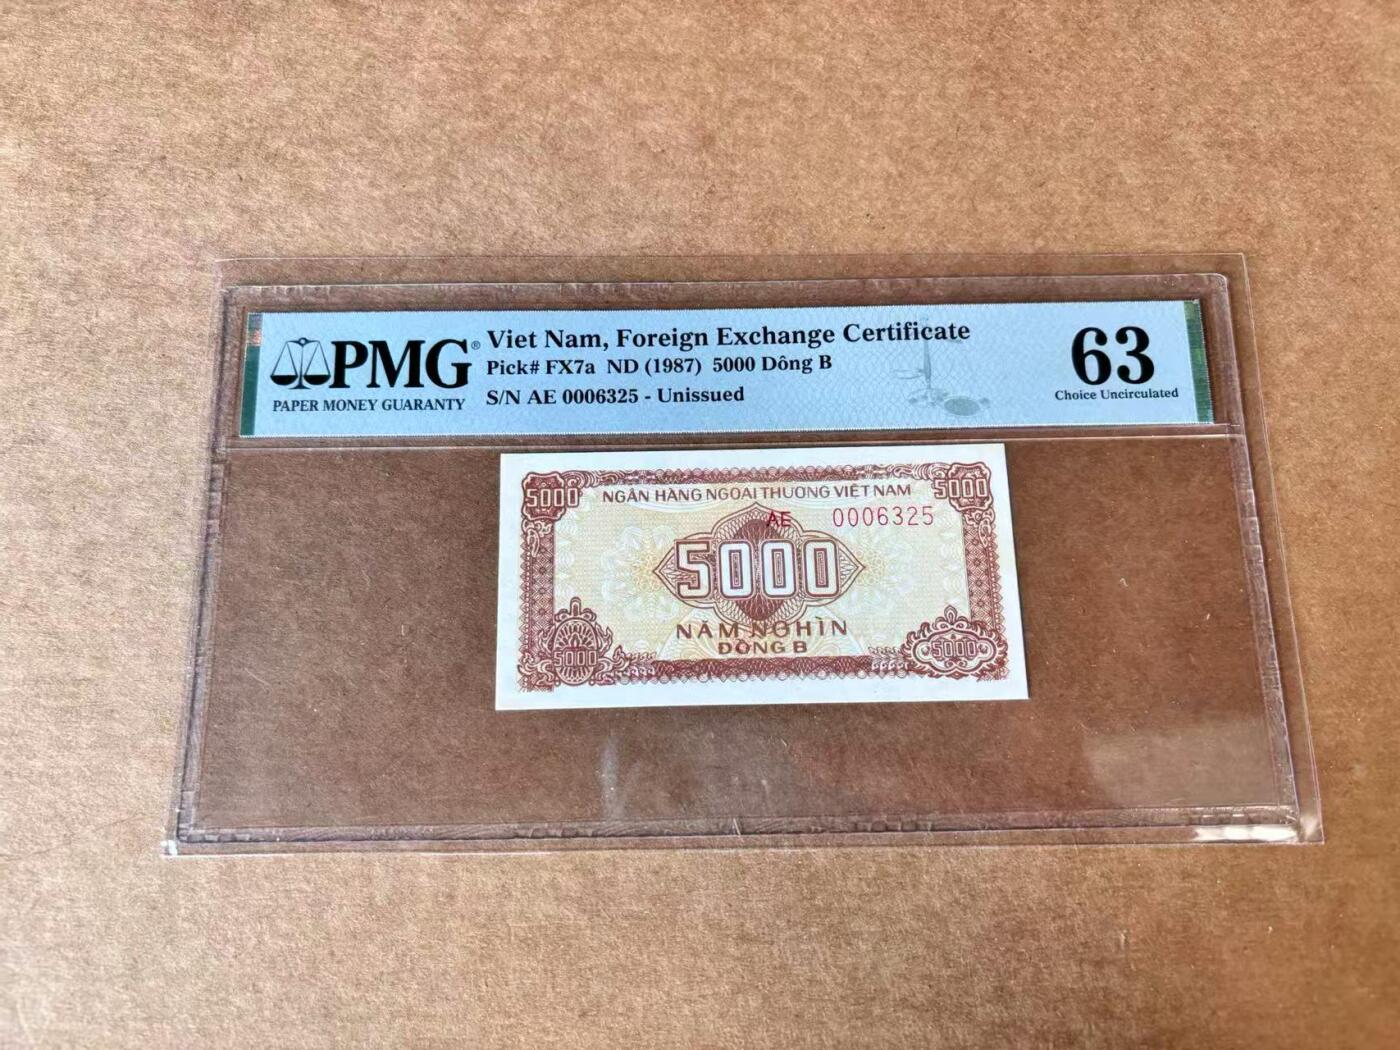 PMG®
PAPER MONEY GUARANTY
Viet Nam, Foreign Exchange Certificate
Pick# FX7a ND (1987) 5000 Dông B
S/N AE 0006325 - Unissued
63
Choice Uncirculated
5000 NGÂN HÀNG NGOẠI THƯƠNG VIỆT NAM 5000
AE 0006325
5000
NĂM NGHÌN
ĐỒNG B
5000 5000